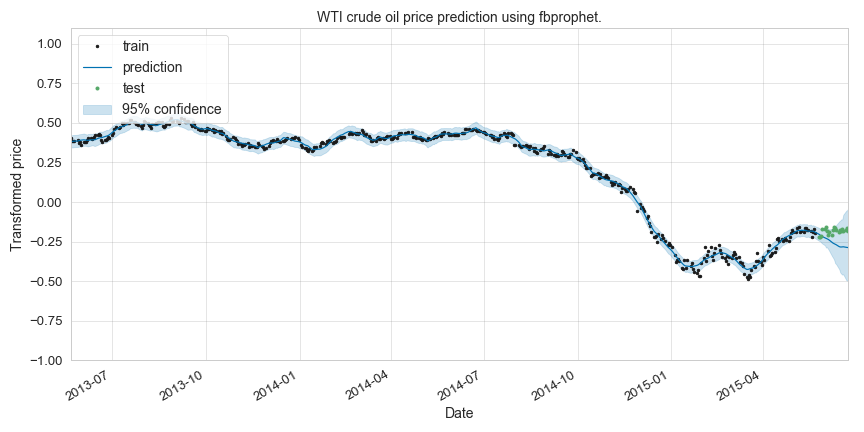 WTI crude oil price prediction using fbprophet.
train
prediction
test
95% confidence
Transformed price
1.00
0.75
0.50
0.25
0.00
−0.25
−0.50
−0.75
−1.00
2013-07
2013-10
2014-01
2014-04
2014-07
2014-10
2015-01
2015-04
Date